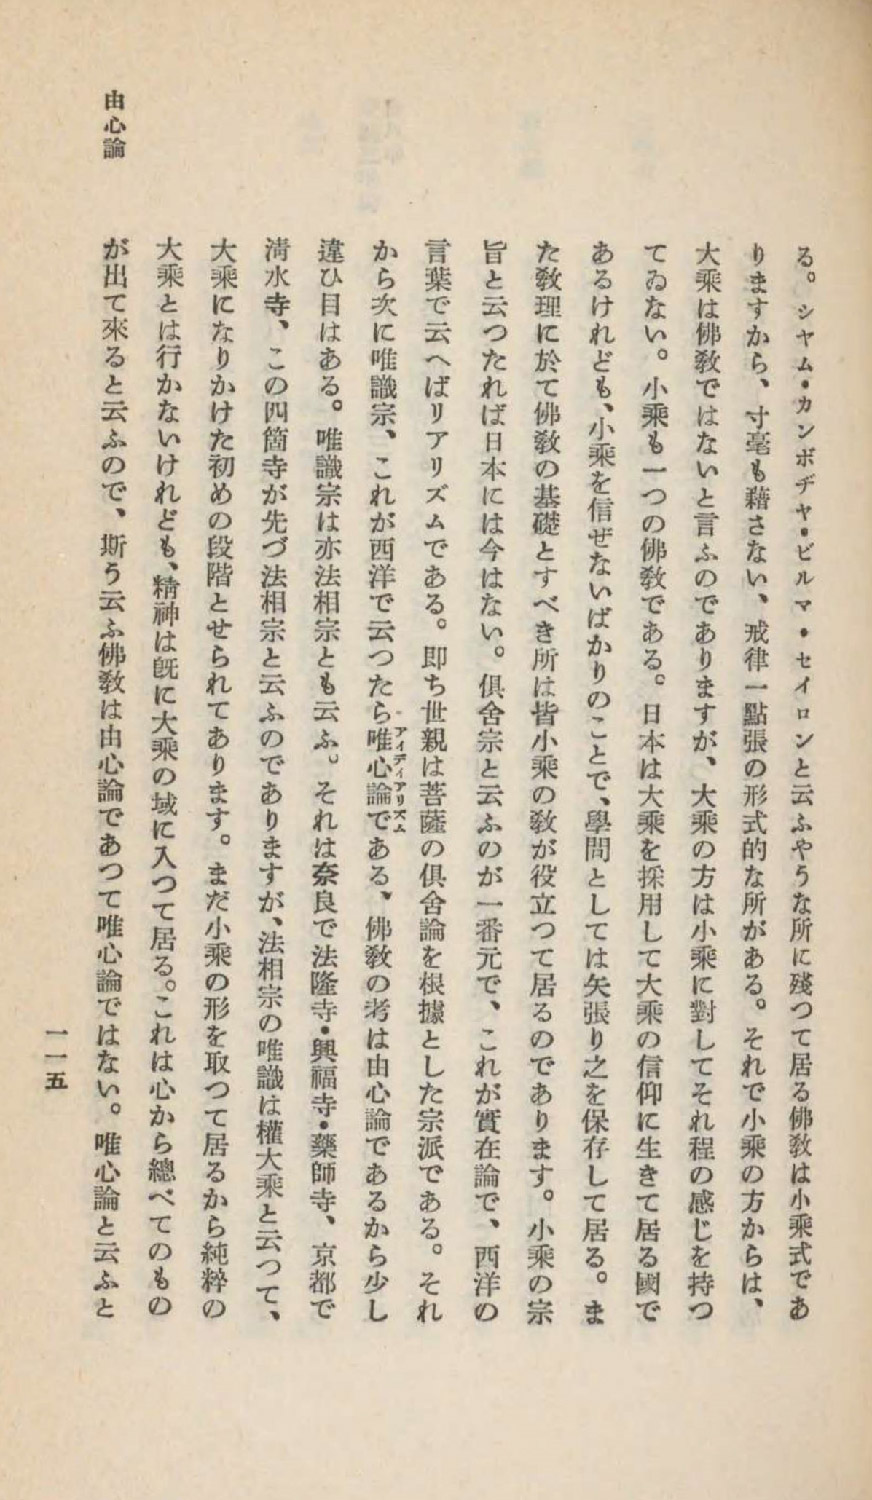 由心論
る。シヤム・カンボヂヤ・ビルマ・セイロンと云ふやうな所に殘つて居る佛敎は小乘式であ
りますから、寸毫も藉さない、戒律一點張の形式的な所がある。それで小乘の方からは、
大乘は佛敎ではないと言ふのでありますが、大乘の方は小乘に對してそれ程の感じを持つ
てゐない。小乘も一つの佛敎である。日本は大乘を採用して大乘の信仰に生きて居る國で
あるけれども、小乘を信ぜないばかりのことで、學問としては矢張り之を保存して居る。ま
た敎理に於て佛敎の基礎とすべき所は皆小乘の敎が役立つて居るのであります。小乘の宗
旨と云つたれば日本には今はない。俱舍宗と云ふのが一番元で、これが實在論で、西洋の
言葉で云へばリアリズムである。卽ち世親は菩薩の俱舍論を根據とした宗派である。それ
から次に唯識宗、これが西洋で云つたら唯心論アイディアリズムである、佛敎の考は由心論であるから少し
違ひ目はある。唯識宗は亦法相宗とも云ふ。それは奈良で法隆寺・興福寺・藥師寺、京都で
淸水寺、この四箇寺が先づ法相宗と云ふのでありますが、法相宗の唯識は權大乘と云つて、
大乘になりかけた初めの段階とせられてあります。まだ小乘の形を取つて居るから純粹の
大乘とは行かないけれども、精神は旣に大乘の域に入つて居る。これは心から總べてのもの
が出て來ると云ふので、斯う云ふ佛敎は由心論であつて唯心論ではない。唯心論と云ふと
一一五